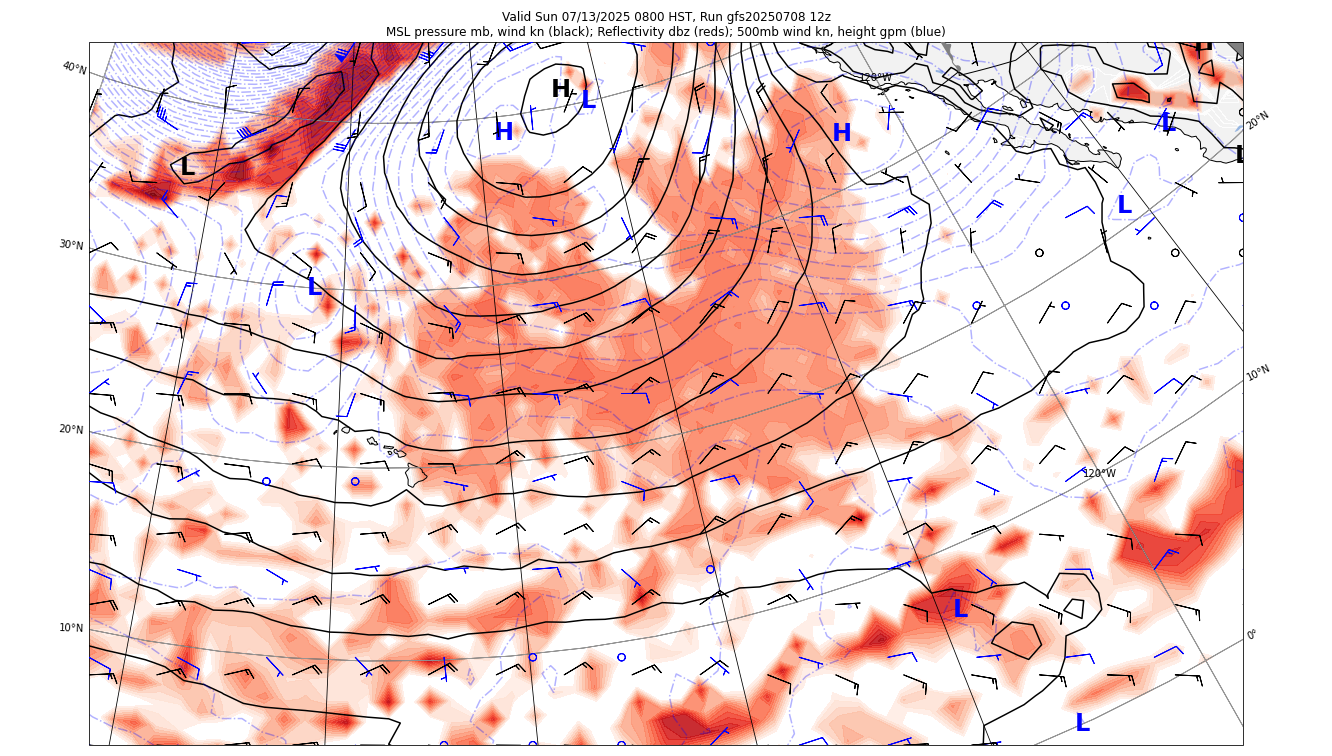 Valid Sun 07/13/2025 0800 HST, Run gfs20250708 12z
MSL pressure mb, wind kn (black); Reflectivity dbz (reds); 500mb wind kn, height gpm (blue)
40°N
120°W
H
H
L
H
H
L
20°N
L
L
L
30°N
L
10°N
20°N
120°W
10°N
L
0°
L